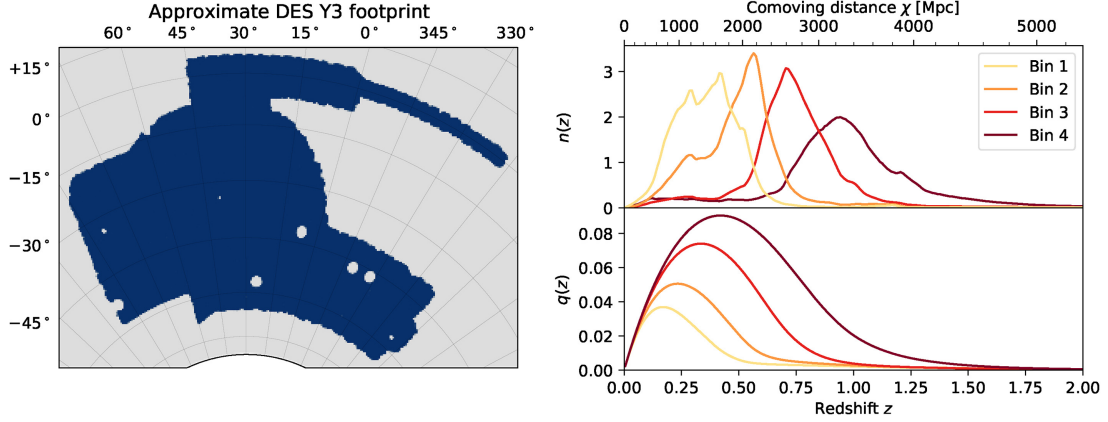 Approximate DES Y3 footprint
60° 45° 30° 15° 0° 345° 330°
+15°
0°
−15°
−30°
−45°
Comoving distance χ [Mpc]
0 1000 2000 3000 4000 5000
n(z)
3
2
1
0
Bin 1
Bin 2
Bin 3
Bin 4
q(z)
0.08
0.06
0.04
0.02
0.00
0.00 0.25 0.50 0.75 1.00 1.25 1.50 1.75 2.00
Redshift z